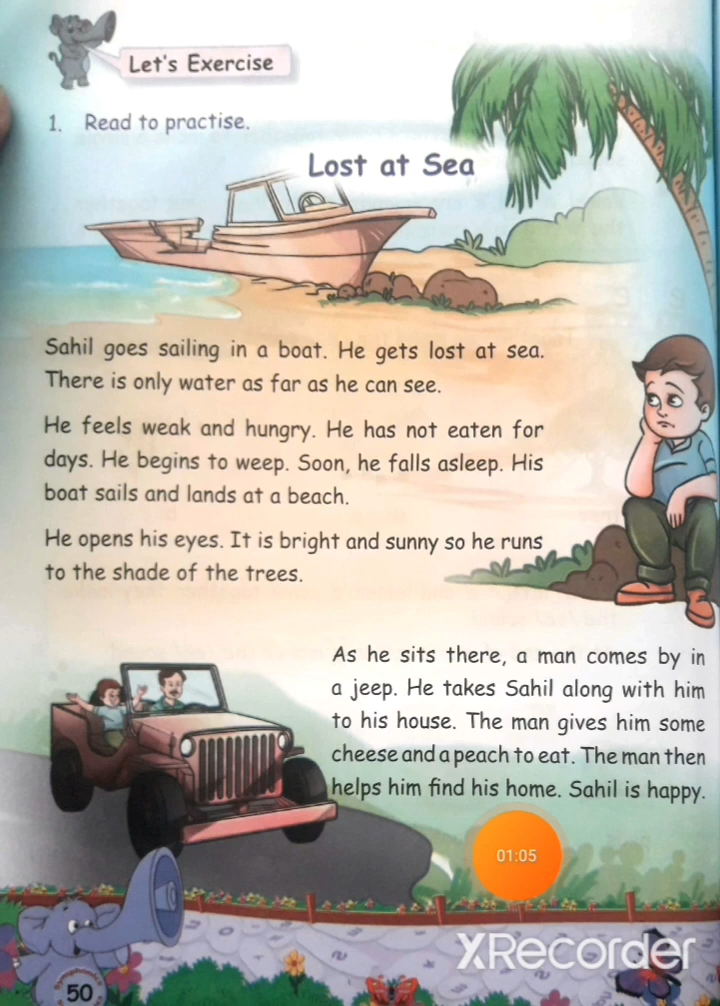 Let's Exercise
1. Read to practise.
Lost at Sea
Sahil goes sailing in a boat. He gets lost at sea.
There is only water as far as he can see.
He feels weak and hungry. He has not eaten for
days. He begins to weep. Soon, he falls asleep. His
boat sails and lands at a beach.
He opens his eyes. It is bright and sunny so he runs
to the shade of the trees.
As he sits there, a man comes by in
a jeep. He takes Sahil along with him
to his house. The man gives him some
cheese and a peach to eat. The man then
helps him find his home. Sahil is happy.
01:05
XRecorder
50